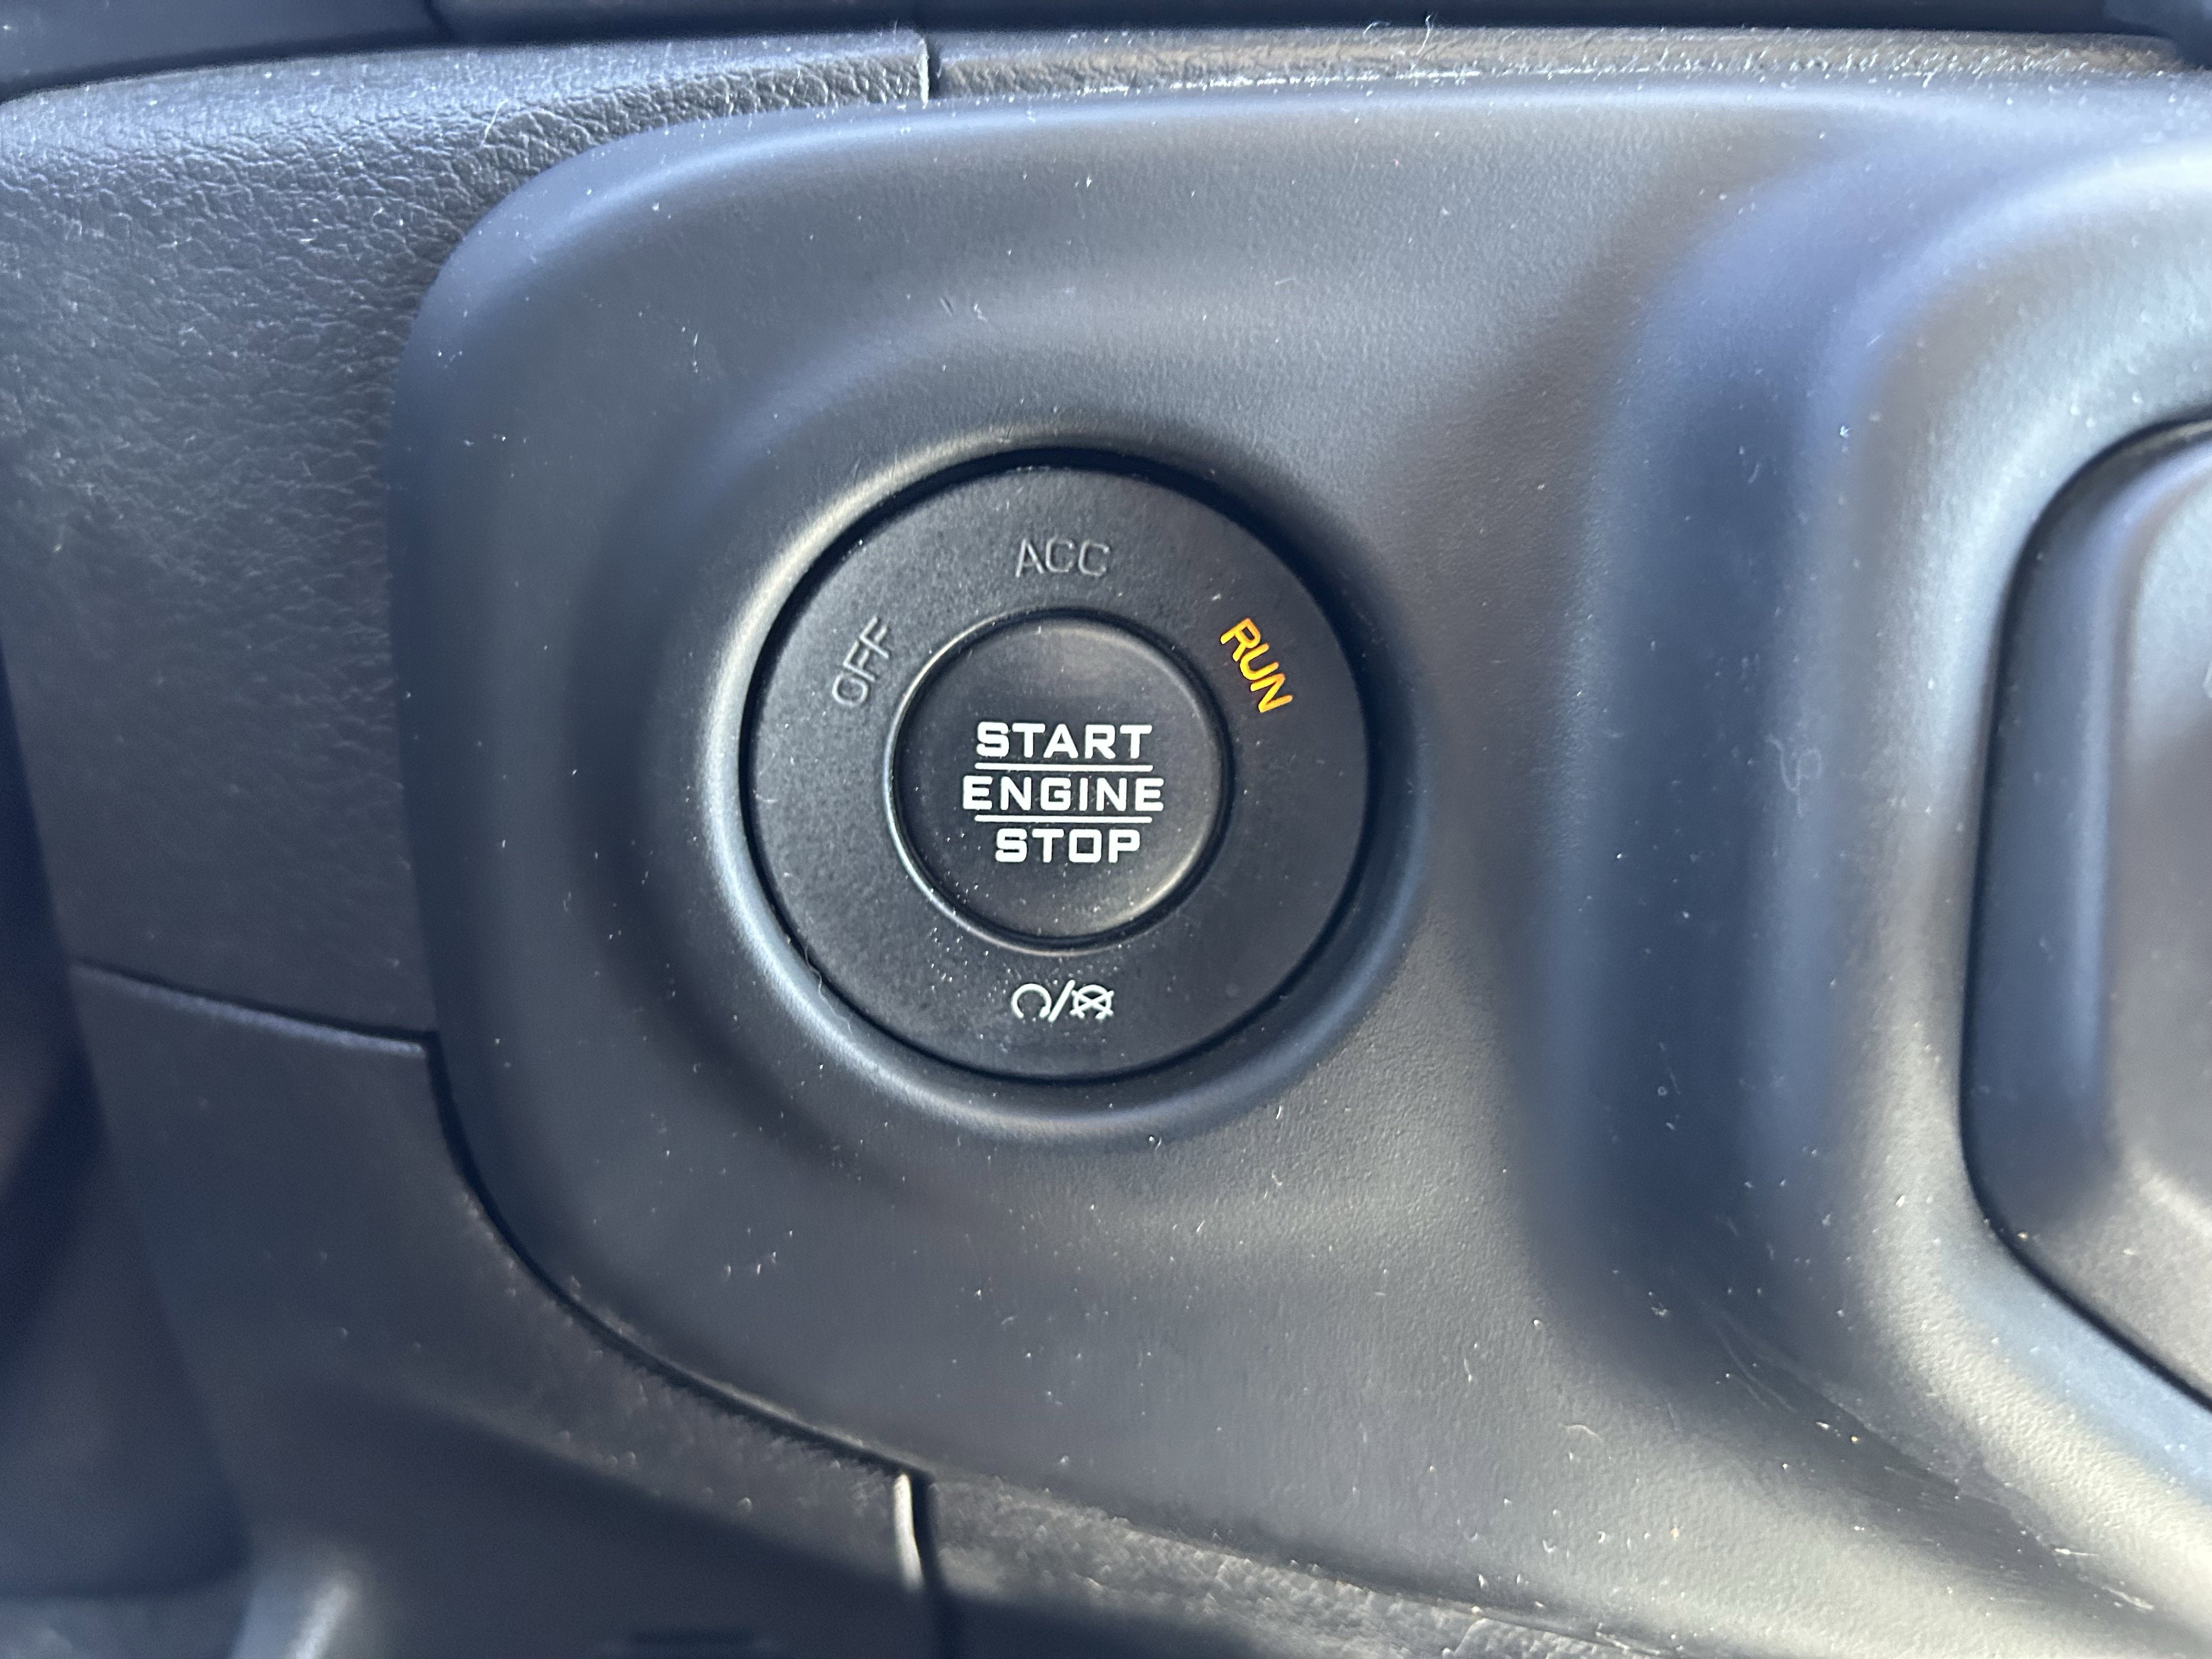 ACC
OFF
RUN
START
ENGINE
STOP